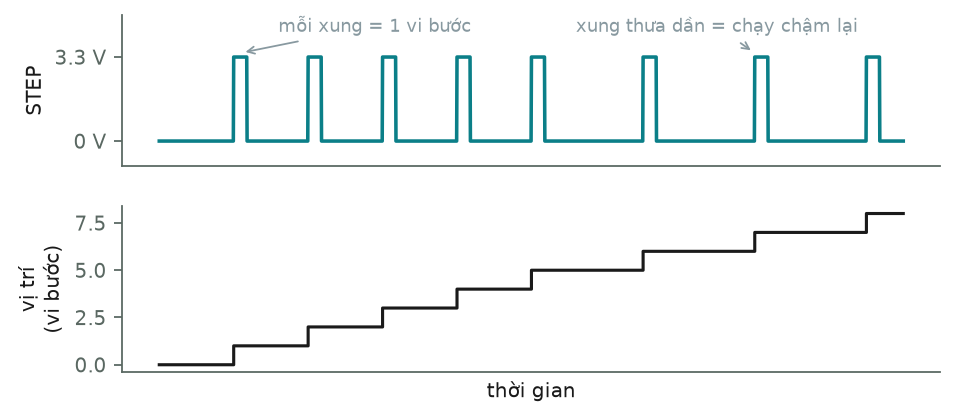 mỗi xung = 1 vi bước
xung thưa dần = chạy chậm lại
STEP
3.3 V
0 V
vị trí
(vi bước)
7.5
5.0
2.5
0.0
thời gian